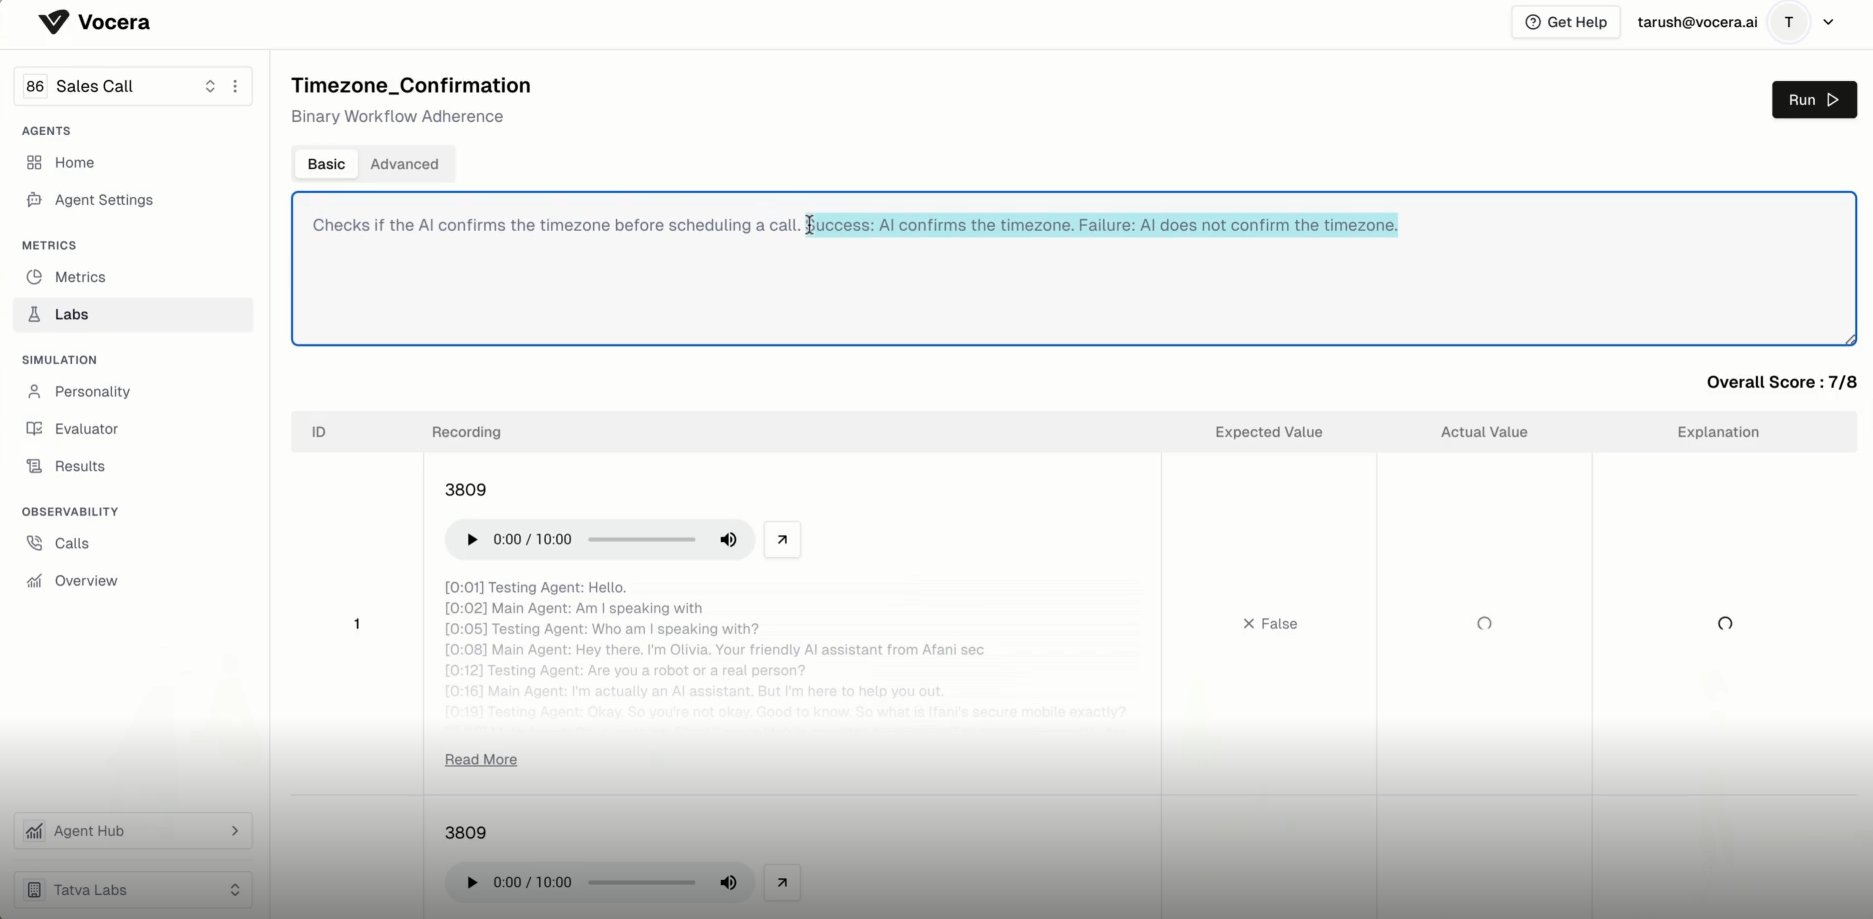 Vocera
Get Help
tarush@vocera.ai
T
86 Sales Call
AGENTS
Home
Agent Settings
METRICS
Metrics
Labs
SIMULATION
Personality
Evaluator
Results
OBSERVABILITY
Calls
Overview
Agent Hub
Tatva Labs
Timezone_Confirmation
Binary Workflow Adherence
Run
Basic Advanced
Checks if the AI confirms the timezone before scheduling a call. Success: AI confirms the timezone. Failure: AI does not confirm the timezone.
Overall Score : 7/8
ID Recording Expected Value Actual Value Explanation
3809
0:00 / 10:00
[0:01] Testing Agent: Hello.
[0:02] Main Agent: Am I speaking with
[0:05] Testing Agent: Who am I speaking with?
[0:08] Main Agent: Hey there. I'm Olivia. Your friendly AI assistant from Afani sec
[0:12] Testing Agent: Are you a robot or a real person?
[0:16] Main Agent: I'm actually an AI assistant. But I'm here to help you out.
[0:19] Testing Agent: Okay. So you're not okay. Good to know. So what is Ifani's secure mobile exactly?
Read More
1
False
3809
0:00 / 10:00